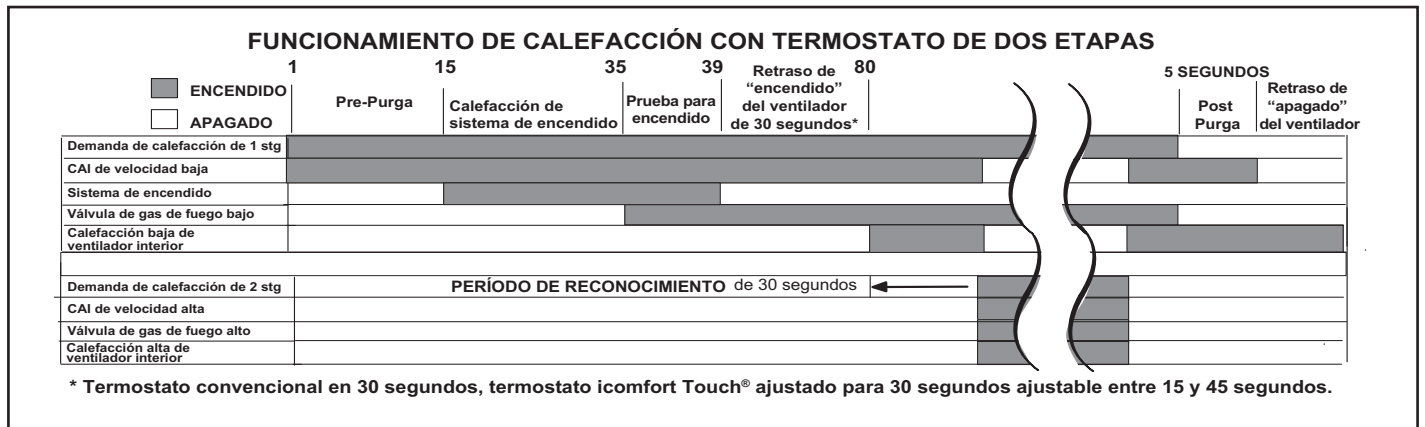 FUNCIONAMIENTO DE CALEFACCIÓN CON TERMOSTATO DE DOS ETAPAS
ENCENDIDO
APAGADO
1
15
35
39
80
5 SEGUNDOS
Pre-Purga
Calefacción de
sistema de encendido
Prueba para
encendido
Retraso de
“encendido”
del ventilador
de 30 segundos*
Post
Purga
Retraso de
“apagado”
del ventilador
Demanda de calefacción de 1 stg
CAI de velocidad baja
Sistema de encendido
Válvula de gas de fuego bajo
Calefacción baja de
ventilador interior
Demanda de calefacción de 2 stg
PERÍODO DE RECONOCIMIENTO de 30 segundos
CAI de velocidad alta
Válvula de gas de fuego alto
Calefacción alta de
ventilador interior
* Termostato convencional en 30 segundos, termostato icomfort Touch® ajustado para 30 segundos ajustable entre 15 y 45 segundos.